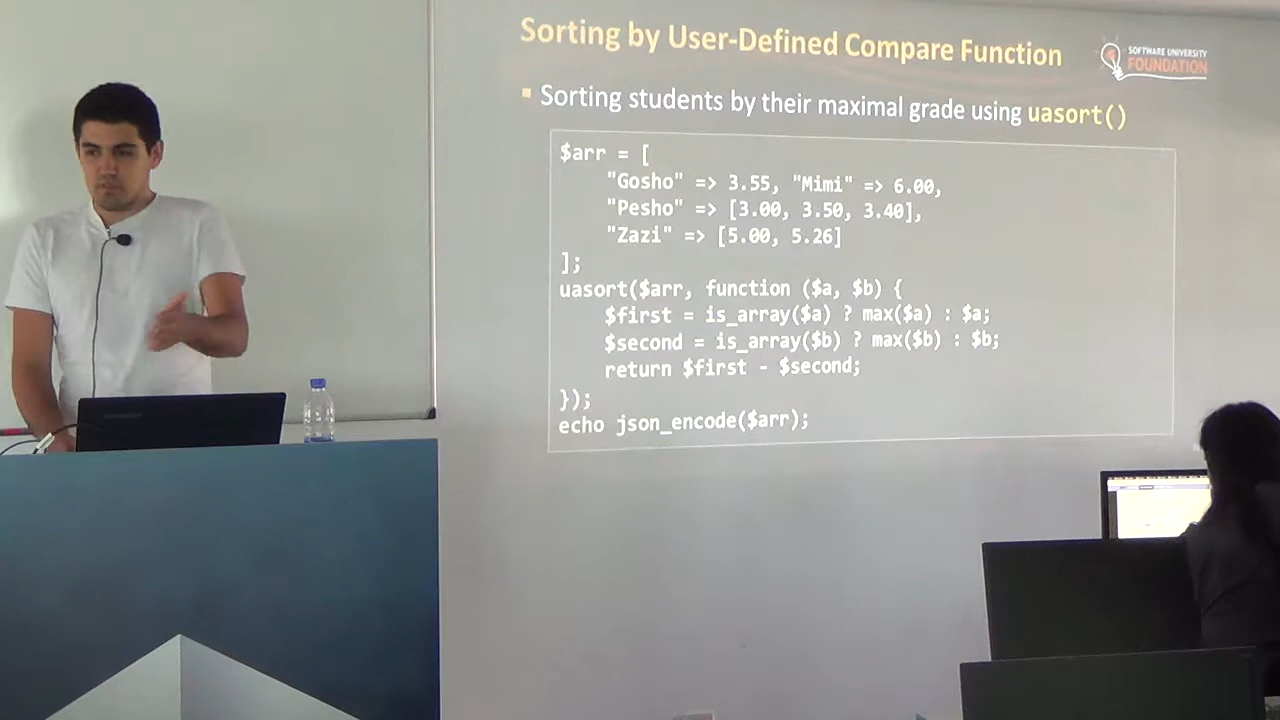 Sorting by User-Defined Compare Function
SOFTWARE UNIVERSITY
FOUNDATION
Sorting students by their maximal grade using uasort()
$arr = [
"Gosho" => 3.55, "Mimi" => 6.00,
"Pesho" => [3.00, 3.50, 3.40],
"Zazi" => [5.00, 5.26]
];
uasort($arr, function ($a, $b) {
$first = is_array($a) ? max($a) : $a;
$second = is_array($b) ? max($b) : $b;
return $first - $second;
});
echo json_encode($arr);